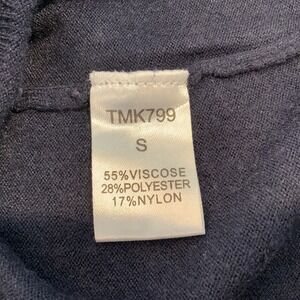 TMK799
S
55%VISCOSE
28%POLYESTER
17%NYLON